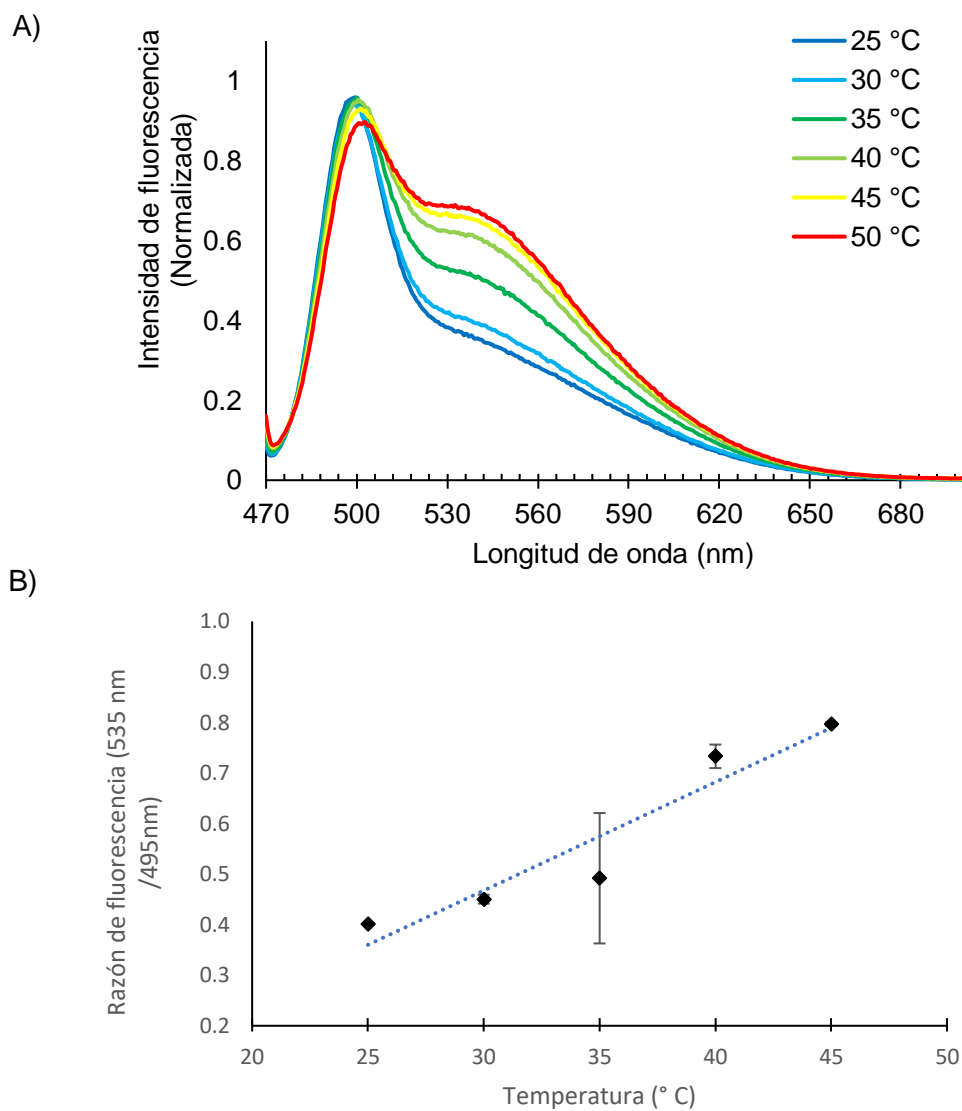 A)
Intensidad de fluorescencia
(Normalizada)
1
0.8
0.6
0.4
0.2
0
470 500 530 560 590 620 650 680
Longitud de onda (nm)
25 °C
30 °C
35 °C
40 °C
45 °C
50 °C
B)
Razón de fluorescencia (535 nm
/495nm)
1.0
0.9
0.8
0.7
0.6
0.5
0.4
0.3
0.2
20 25 30 35 40 45 50
Temperatura (° C)